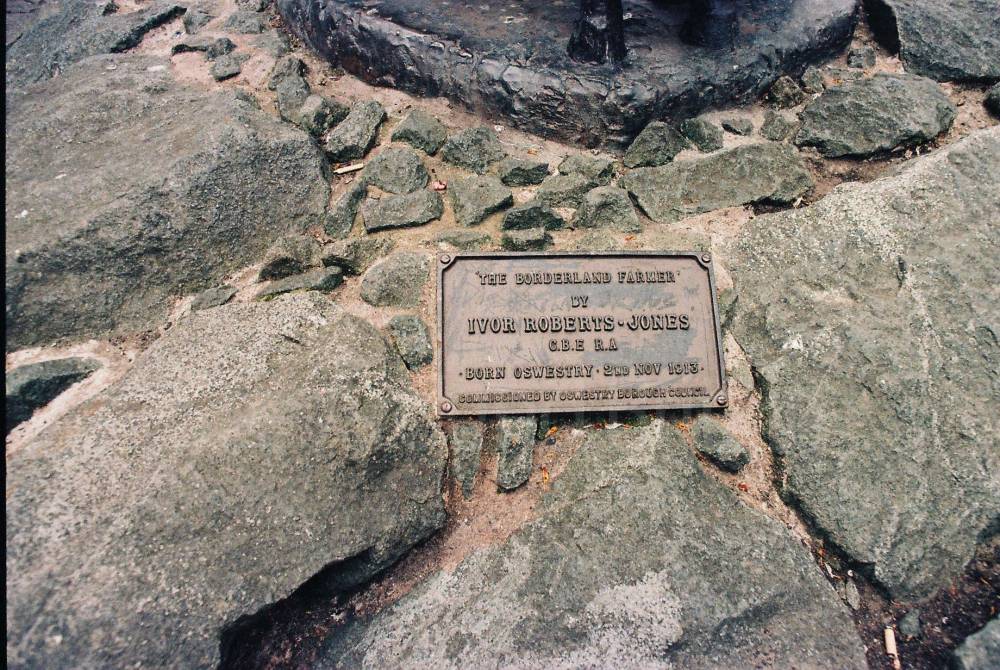 'THE BORDERLAND FARMER'
BY
IVOR ROBERTS·JONES
C.B.E R.A
·BORN OSWESTRY·2ND NOV 1913·
COMMISSIONED BY OSWESTRY BOROUGH COUNCIL